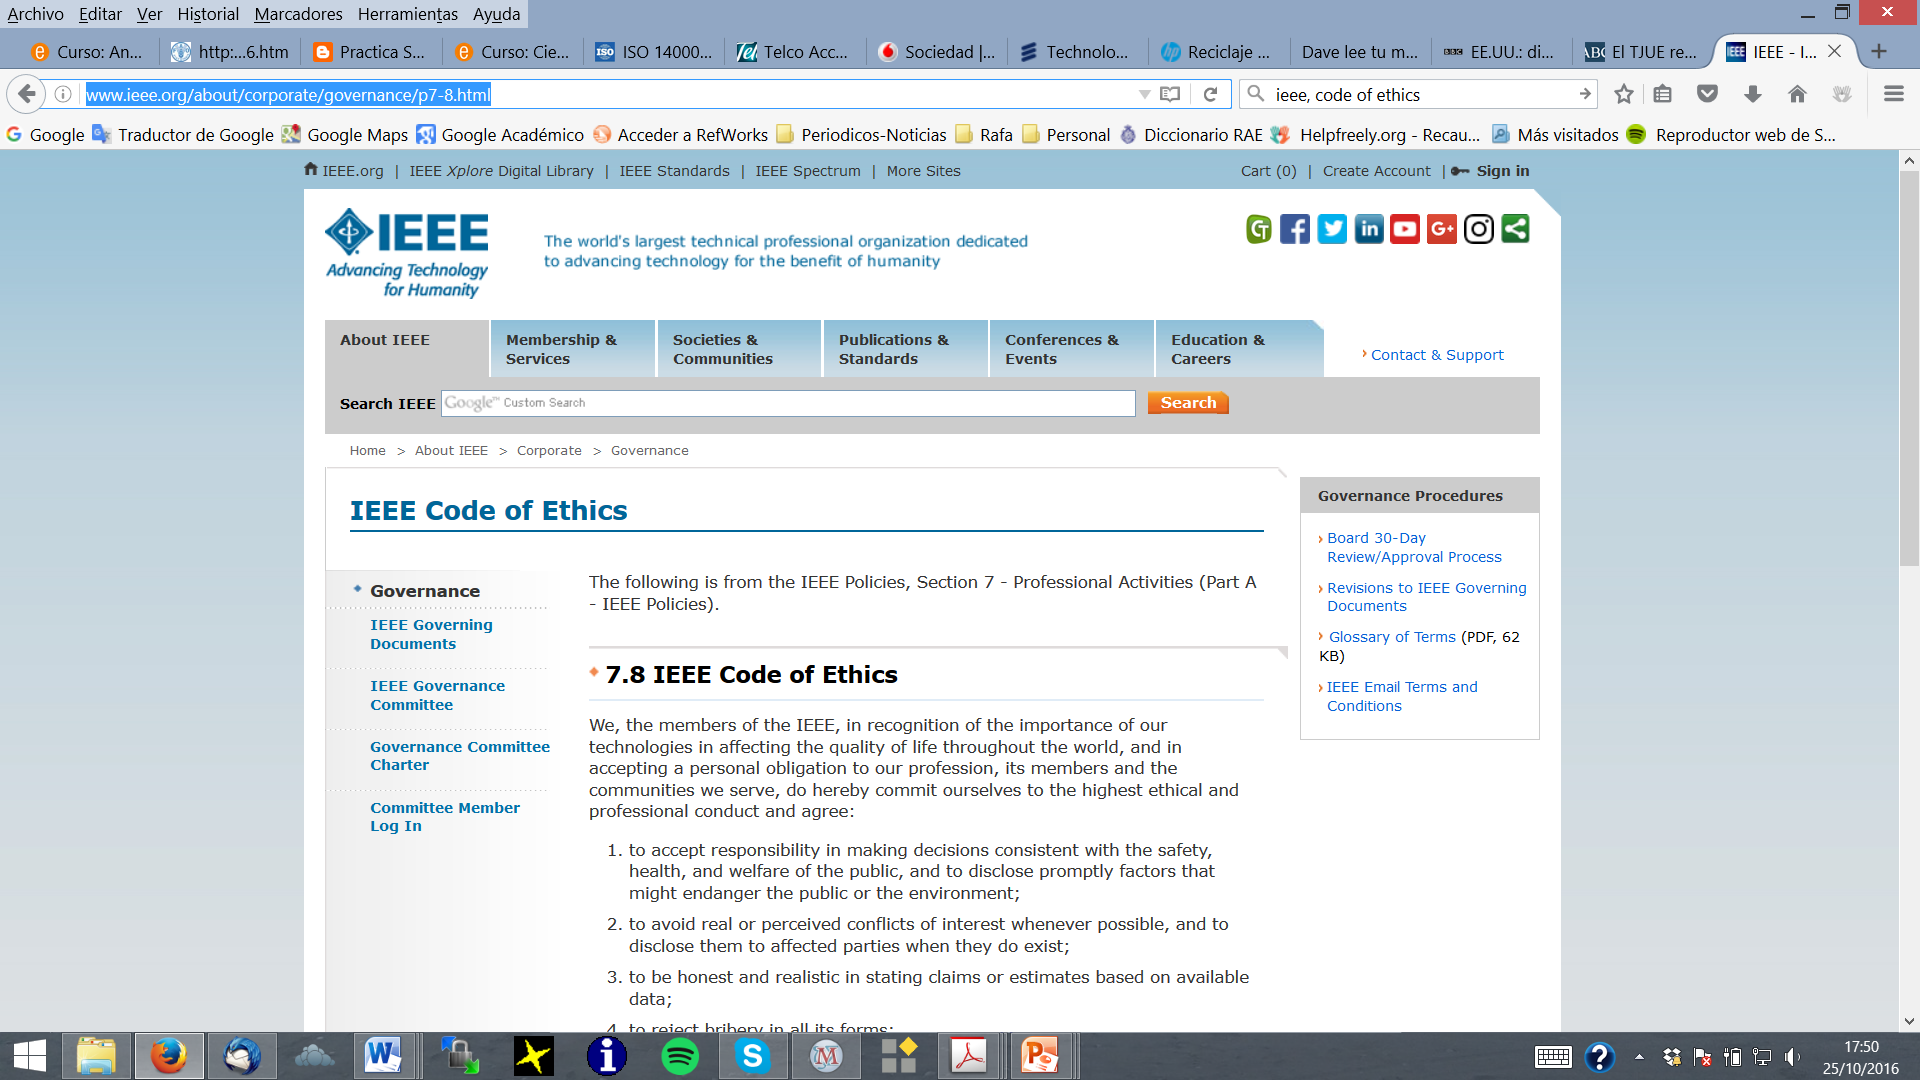 Archivo Editar Ver Historial Marcadores Herramientas Ayuda
Curso: An... http:...6.htm Practica S... Curso: Cie... ISO 14000... Telco Acc... Sociedad |... Technolo... Reciclaje ... Dave lee tu m... EE.UU.: di... El TJUE re... IEEE - I...
www.ieee.org/about/corporate/governance/p7-8.html ieee, code of ethics
Google Traductor de Google Google Maps Google Académico Acceder a RefWorks Periodicos-Noticias Rafa Personal Diccionario RAE Helpfreely.org - Recau... Más visitados Reproductor web de S...
IEEE.org | IEEE Xplore Digital Library | IEEE Standards | IEEE Spectrum | More Sites Cart (0) | Create Account | Sign in
IEEE
Advancing Technology
for Humanity
The world's largest technical professional organization dedicated
to advancing technology for the benefit of humanity
About IEEE
Membership &
Services
Societies &
Communities
Publications &
Standards
Conferences &
Events
Education &
Careers
Contact & Support
Search IEEE Google™ Custom Search Search
Home > About IEEE > Corporate > Governance
IEEE Code of Ethics
Governance
IEEE Governing
Documents
IEEE Governance
Committee
Governance Committee
Charter
Committee Member
Log In
The following is from the IEEE Policies, Section 7 - Professional Activities (Part A
- IEEE Policies).
7.8 IEEE Code of Ethics
We, the members of the IEEE, in recognition of the importance of our
technologies in affecting the quality of life throughout the world, and in
accepting a personal obligation to our profession, its members and the
communities we serve, do hereby commit ourselves to the highest ethical and
professional conduct and agree:
1. to accept responsibility in making decisions consistent with the safety,
health, and welfare of the public, and to disclose promptly factors that
might endanger the public or the environment;
2. to avoid real or perceived conflicts of interest whenever possible, and to
disclose them to affected parties when they do exist;
3. to be honest and realistic in stating claims or estimates based on available
data;
4. to reject bribery in all its forms;
Governance Procedures
Board 30-Day
Review/Approval Process
Revisions to IEEE Governing
Documents
Glossary of Terms (PDF, 62
KB)
IEEE Email Terms and
Conditions
17:50
25/10/2016